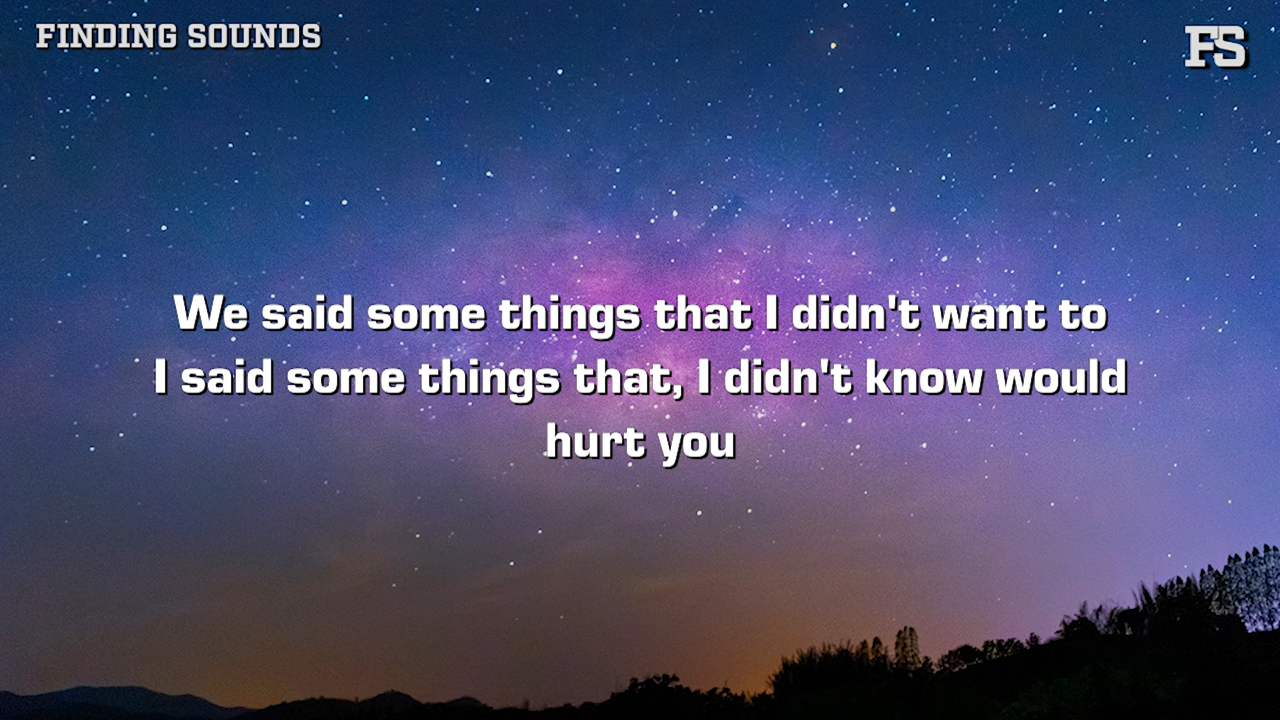 FINDING SOUNDS
FS
We said some things that I didn't want to
I said some things that, I didn't know would
hurt you